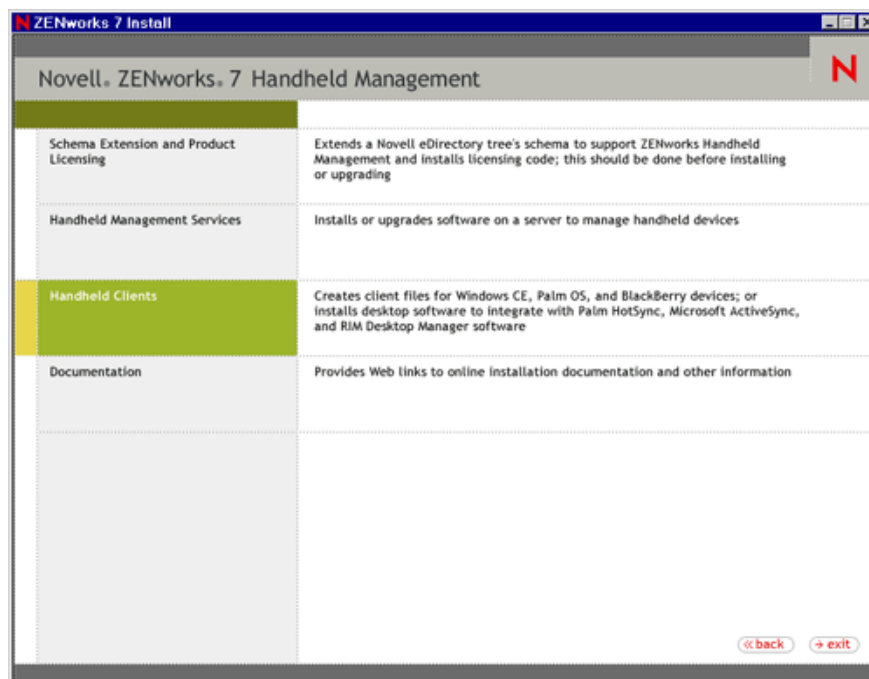 N ZENworks 7 Install
N
Novell® ZENworks® 7 Handheld Management
Schema Extension and Product
Licensing
Extends a Novell eDirectory tree's schema to support ZENworks Handheld
Management and installs licensing code; this should be done before installing
or upgrading
Handheld Management Services
Installs or upgrades software on a server to manage handheld devices
Handheld Clients
Creates client files for Windows CE, Palm OS, and BlackBerry devices; or
installs desktop software to integrate with Palm HotSync, Microsoft ActiveSync,
and RIM Desktop Manager software
Documentation
Provides Web links to online installation documentation and other information
«back
→ exit